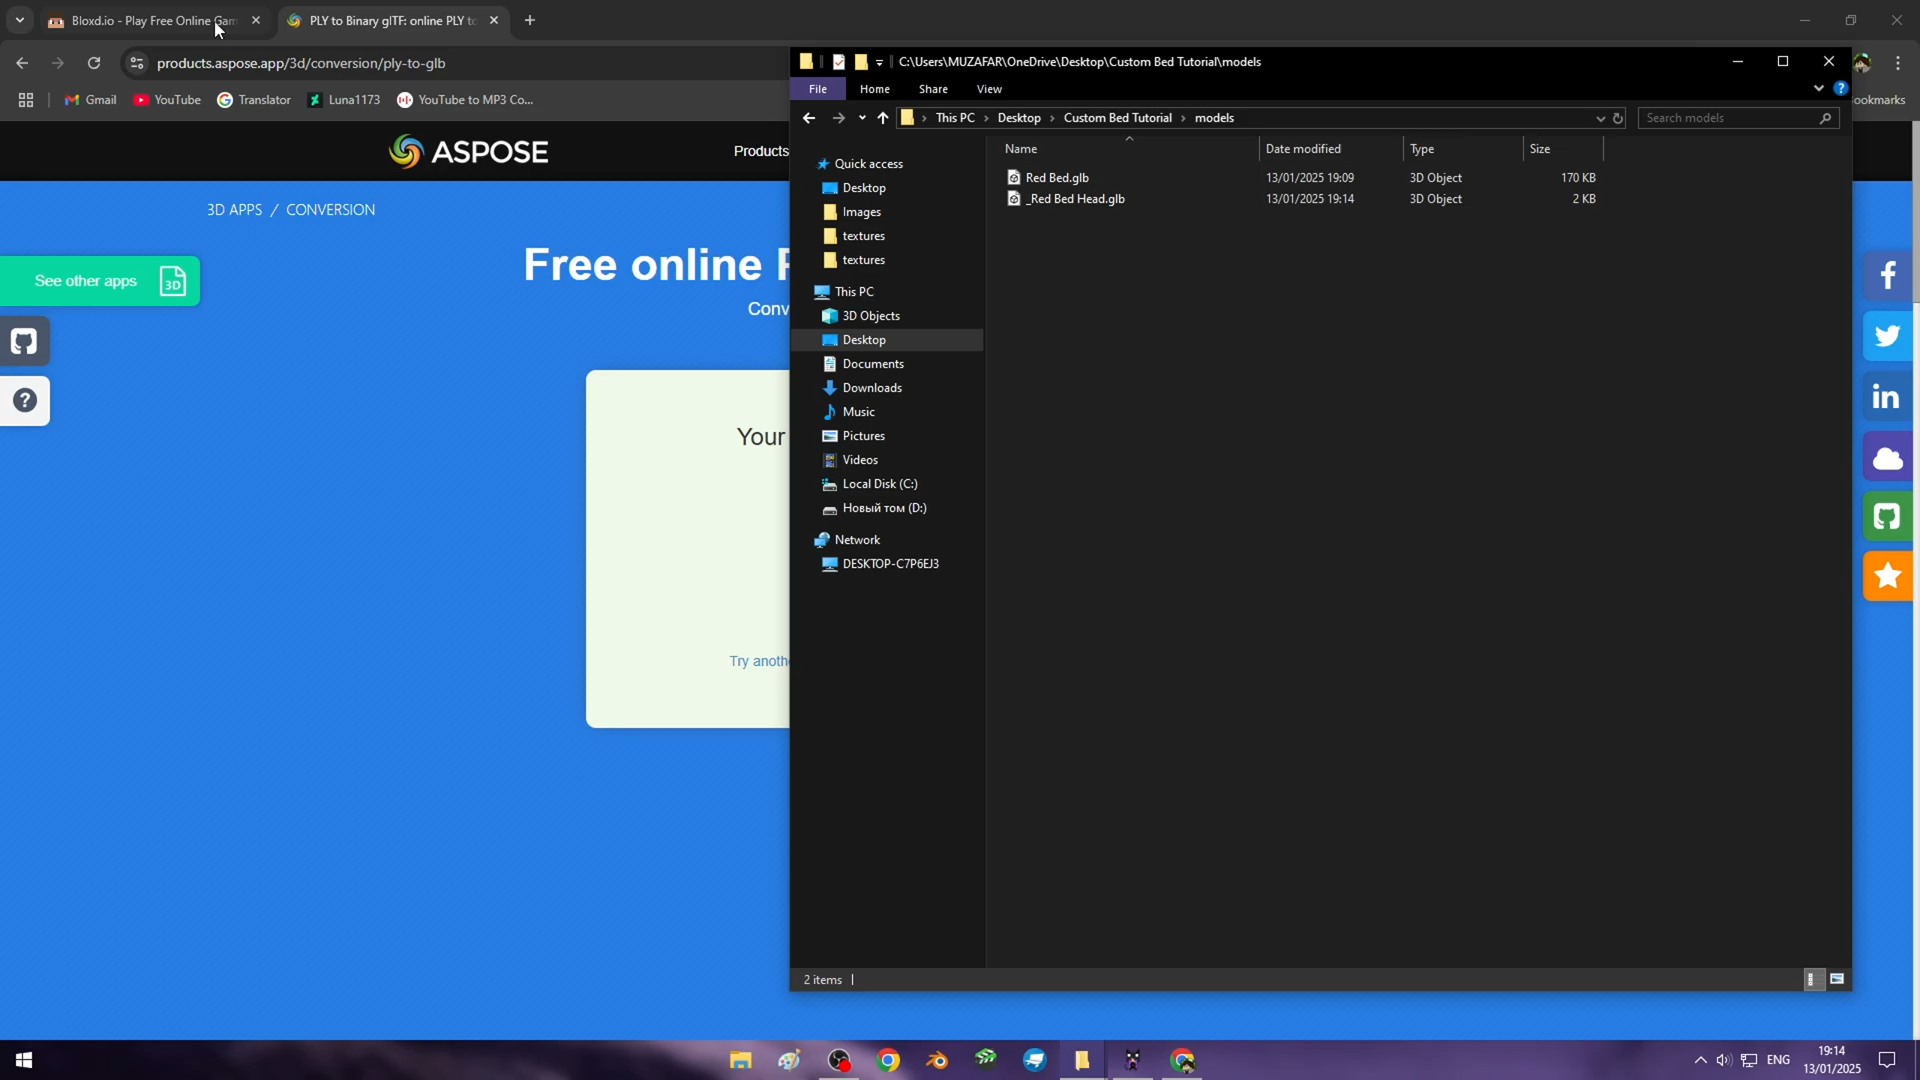 Bloxd.io - Play Free Online Gam
PLY to Binary glTF: online PLY to
products.aspose.app/3d/conversion/ply-to-glb
Gmail
YouTube
Translator
Luna1173
YouTube to MP3 Co...
ookmarks
C:\Users\MUZAFAR\OneDrive\Desktop\Custom Bed Tutorial\models
File
Home
Share
View
This PC
Desktop
Custom Bed Tutorial
models
Search models
ASPOSE
Products
3D APPS / CONVERSION
See other apps
3D
Free online
Conv
Your
Try anoth
Quick access
Desktop
Images
textures
textures
This PC
3D Objects
Desktop
Documents
Downloads
Music
Pictures
Videos
Local Disk (C:)
Новый том (D:)
Network
DESKTOP-C7P6EJ3
Name Date modified Type Size
Red Bed.glb 13/01/2025 19:09 3D Object 170 KB
_Red Bed Head.glb 13/01/2025 19:14 3D Object 2 KB
2 items
ENG
19:14
13/01/2025